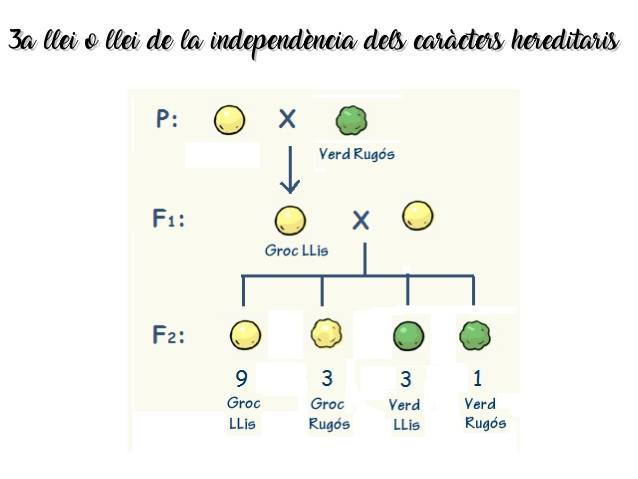 3a llei o llei de la independència dels caràcters hereditaris
P: X
Verd Rugós
F1: X
Groc LLis
F2:
9 3 3 1
Groc Groc Verd Verd
LLis Rugós LLis Rugós